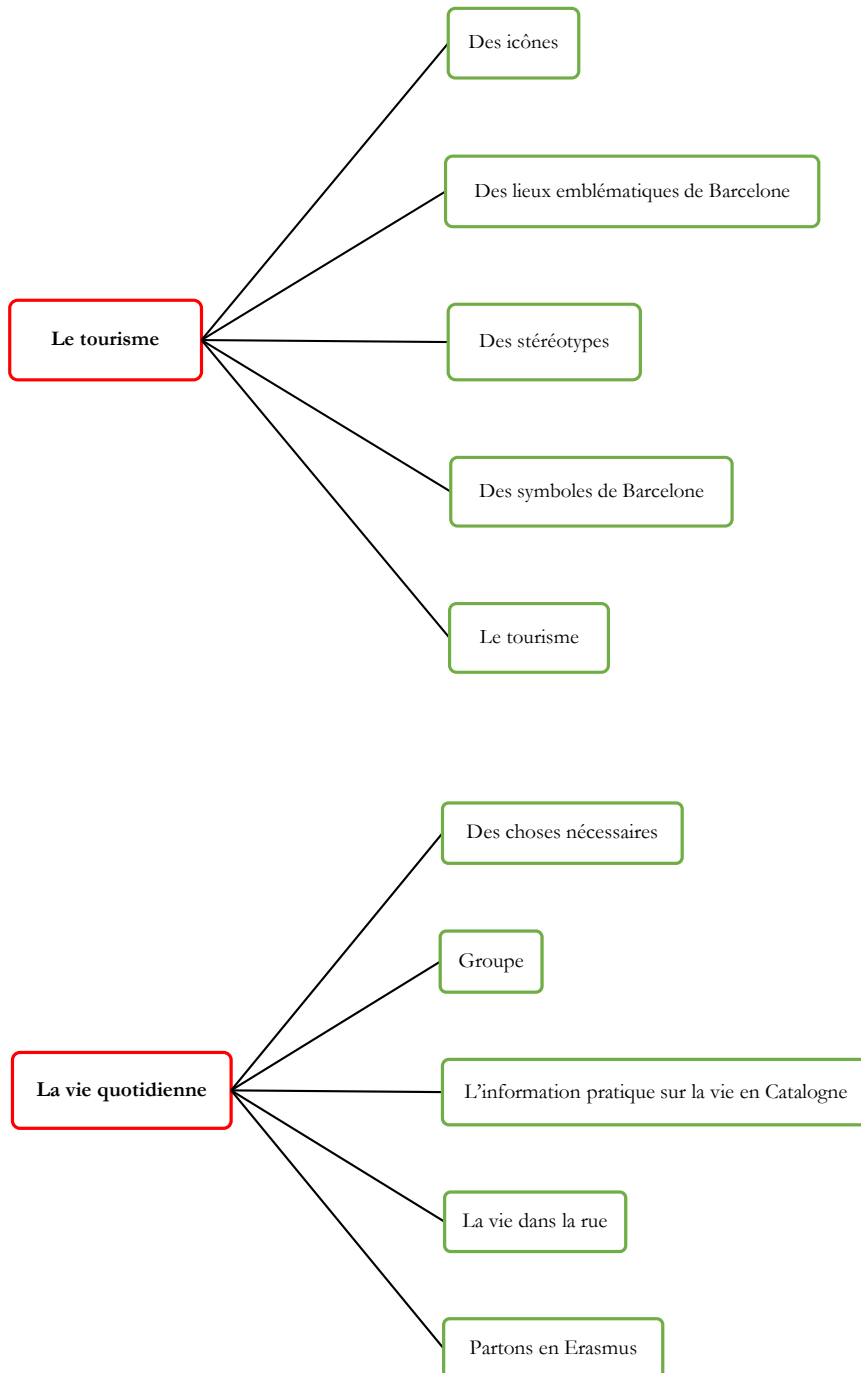 Des icônes
Des lieux emblématiques de Barcelone
Le tourisme
Des stéréotypes
Des symboles de Barcelone
Le tourisme
Des choses nécessaires
Groupe
La vie quotidienne
L’information pratique sur la vie en Catalogne
La vie dans la rue
Partons en Erasmus